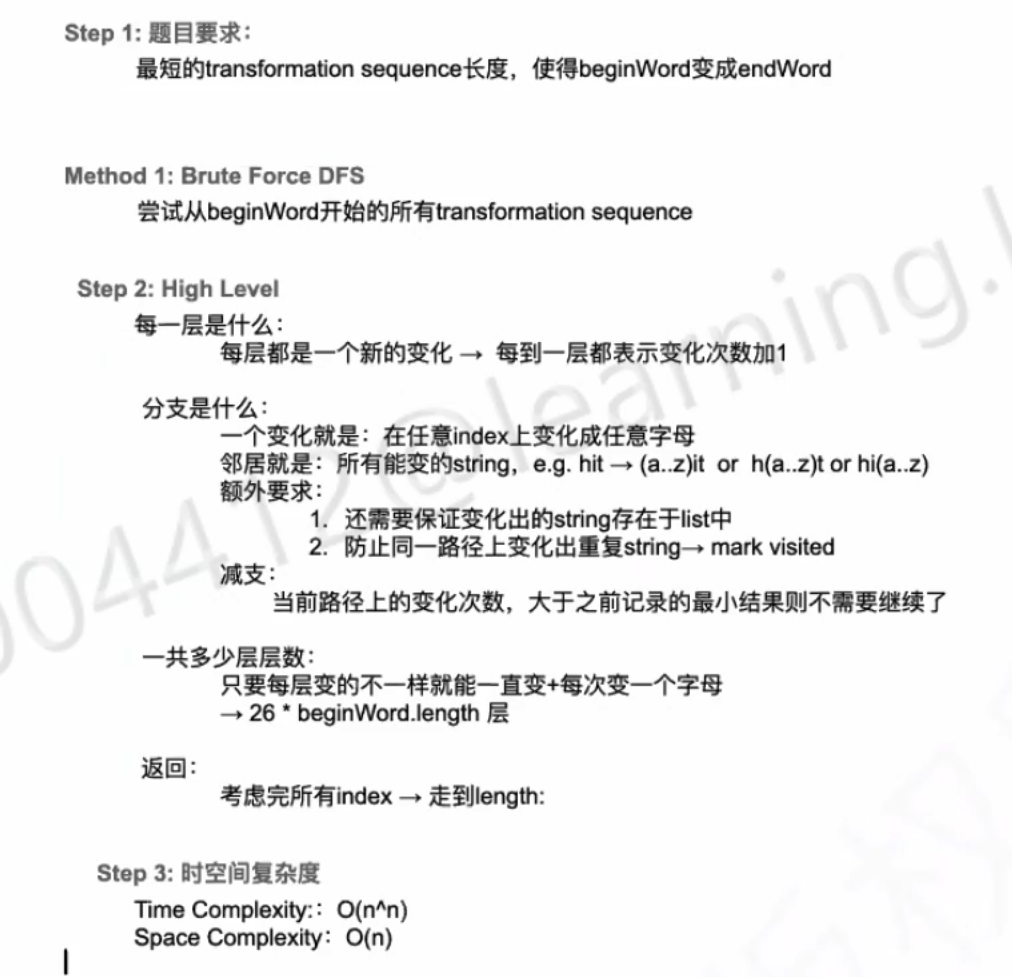 Step 1: 题目要求：
最短的transformation sequence长度，使得beginWord变成endWord
Method 1: Brute Force DFS
尝试从beginWord开始的所有transformation sequence
Step 2: High Level
每一层是什么：
每层都是一个新的变化 → 每到一层都表示变化次数加1
分支是什么：
一个变化就是：在任意index上变化成任意字母
邻居就是：所有能变的string，e.g. hit → (a..z)it or h(a..z)t or hi(a..z)
额外要求：
1. 还需要保证变化出的string存在于list中
2. 防止同一路径上变化出重复string→ mark visited
减支：
当前路径上的变化次数，大于之前记录的最小结果则不需要继续了
一共多少层层数：
只要每层变的不一样就能一直变+每次变一个字母
→ 26 * beginWord.length 层
返回：
考虑完所有index → 走到length:
Step 3: 时空间复杂度
Time Complexity:：O(n^n)
Space Complexity：O(n)